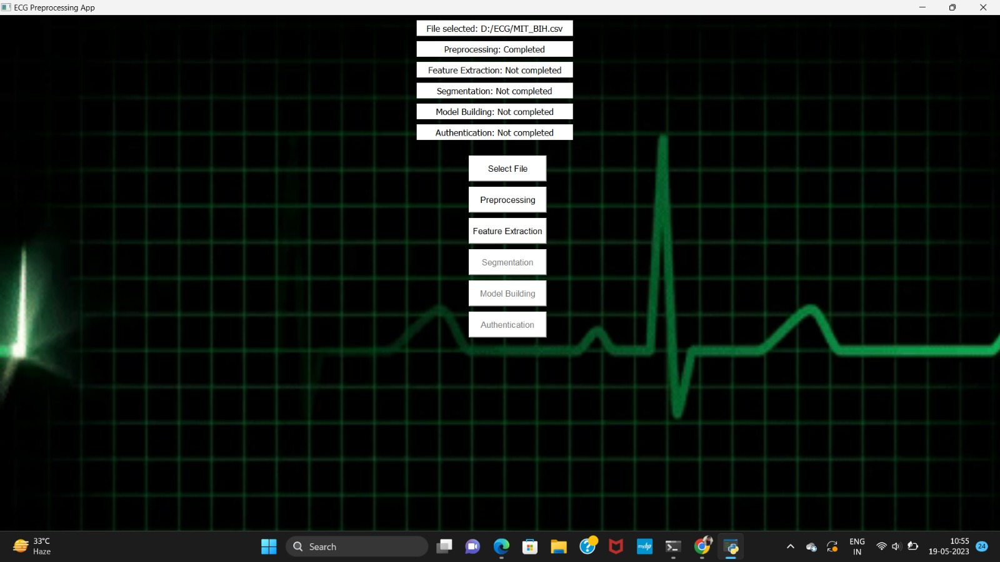 ECG Preprocessing App
File selected: D:/ECG/MIT_BIH.csv
Preprocessing: Completed
Feature Extraction: Not completed
Segmentation: Not completed
Model Building: Not completed
Authentication: Not completed
Select File
Preprocessing
Feature Extraction
Segmentation
Model Building
Authentication
33°C
Haze
Search
myhp
ENG
IN
10:55
19-05-2023
24